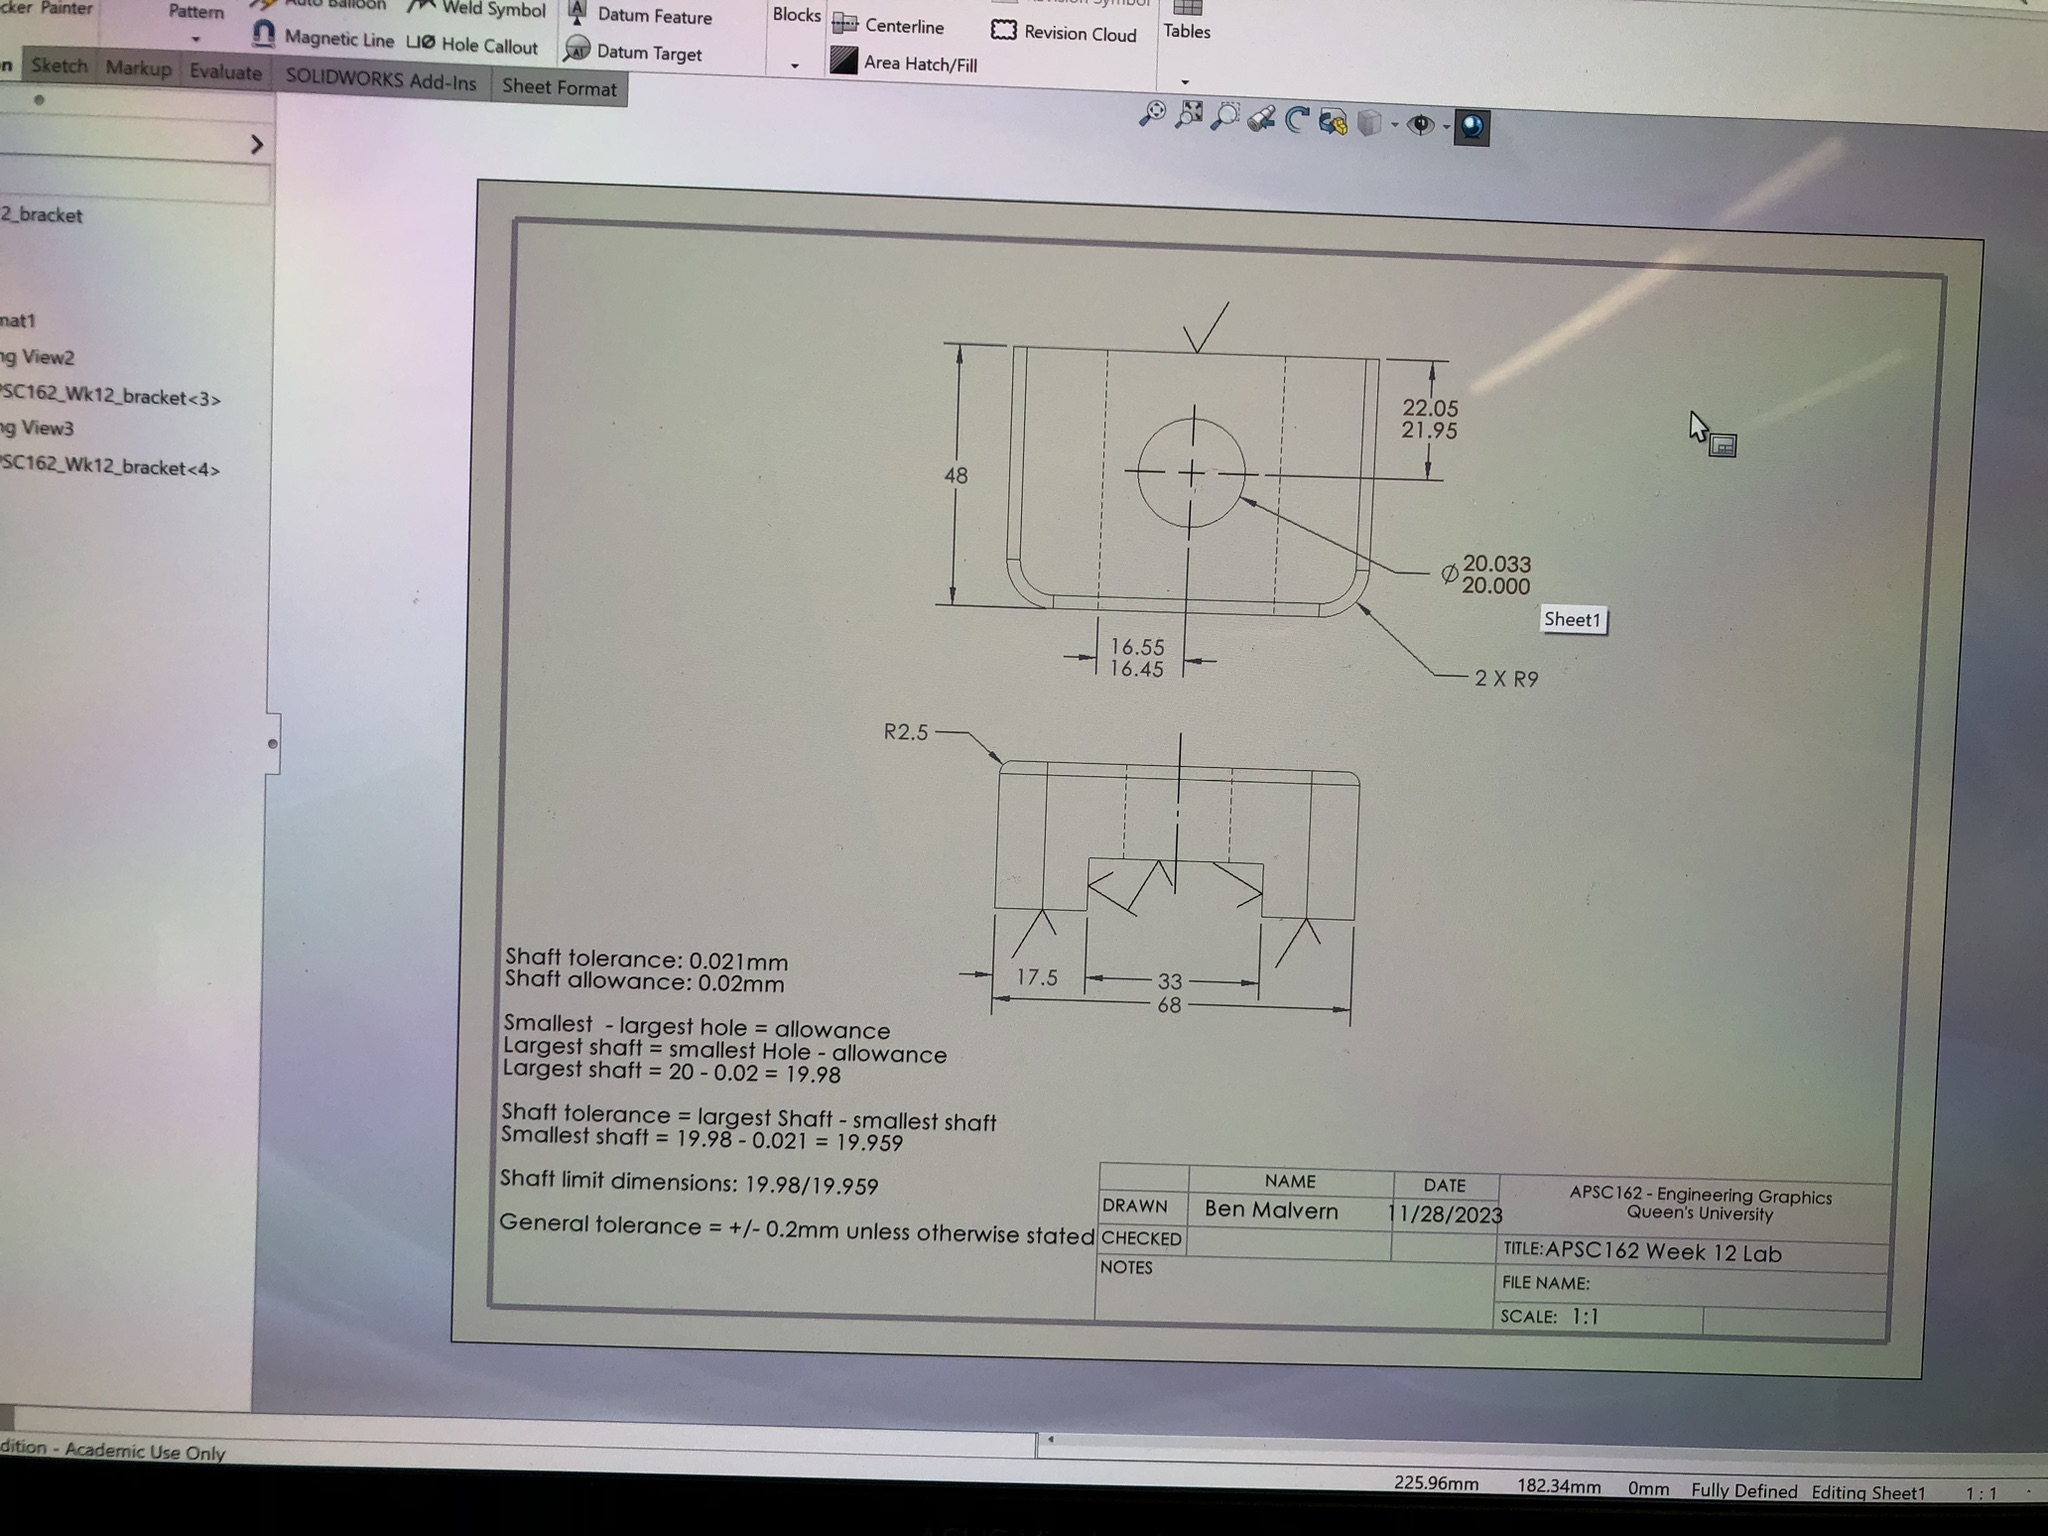 cker Painter
Pattern
Auto Balloon
Weld Symbol
Magnetic Line
Hole Callout
Datum Feature
Datum Target
Blocks
Centerline
Area Hatch/Fill
Revision Cloud
Tables
n Sketch Markup Evaluate SOLIDWORKS Add-Ins Sheet Format
2_bracket
mat1
ng View2
PSC162_Wk12_bracket<3>
ng View3
PSC162_Wk12_bracket<4>
48
22.05
21.95
Ø 20.033
20.000
Sheet1
16.55
16.45
2 X R9
R2.5
17.5
33
68
Shaft tolerance: 0.021mm
Shaft allowance: 0.02mm
Smallest - largest hole = allowance
Largest shaft = smallest Hole - allowance
Largest shaft = 20 - 0.02 = 19.98
Shaft tolerance = largest Shaft - smallest shaft
Smallest shaft = 19.98 - 0.021 = 19.959
Shaft limit dimensions: 19.98/19.959
General tolerance = +/- 0.2mm unless otherwise stated
NAME DATE
DRAWN Ben Malvern 11/28/2023
CHECKED
NOTES
APSC162 - Engineering Graphics
Queen's University
TITLE: APSC162 Week 12 Lab
FILE NAME:
SCALE: 1:1
dition - Academic Use Only
225.96mm 182.34mm 0mm Fully Defined Editing Sheet1 1 : 1